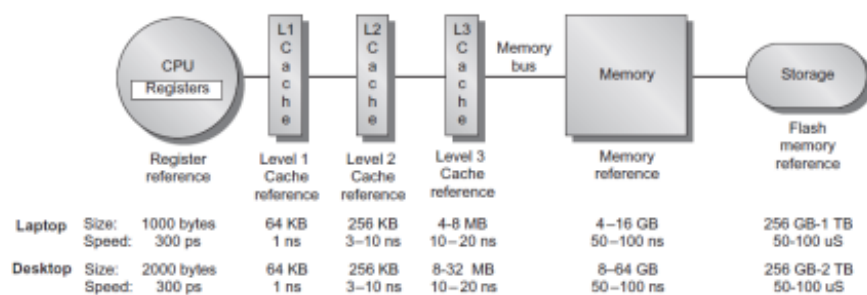 CPU
Registers
L1
Cache
L2
Cache
L3
Cache
Memory
bus
Memory
Storage
Register
reference
Level 1
Cache
reference
Level 2
Cache
reference
Level 3
Cache
reference
Memory
reference
Flash
memory
reference
Laptop Size: 1000 bytes 64 KB 256 KB 4-8 MB 4–16 GB 256 GB-1 TB
Speed: 300 ps 1 ns 3–10 ns 10–20 ns 50–100 ns 50-100 uS
Desktop Size: 2000 bytes 64 KB 256 KB 8-32 MB 8–64 GB 256 GB-2 TB
Speed: 300 ps 1 ns 3–10 ns 10–20 ns 50–100 ns 50-100 uS